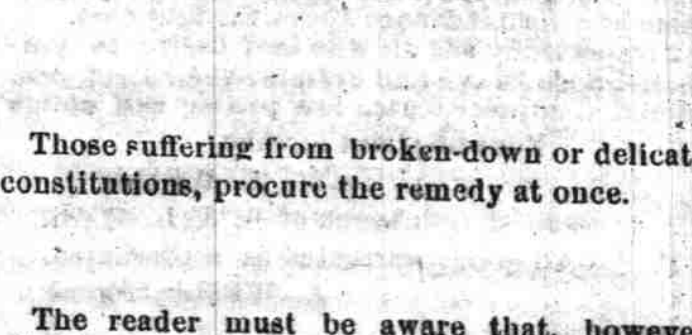 Those suffering from broken-down or delicat
constitutions, procure the remedy at once.
The reader must be aware that, howev